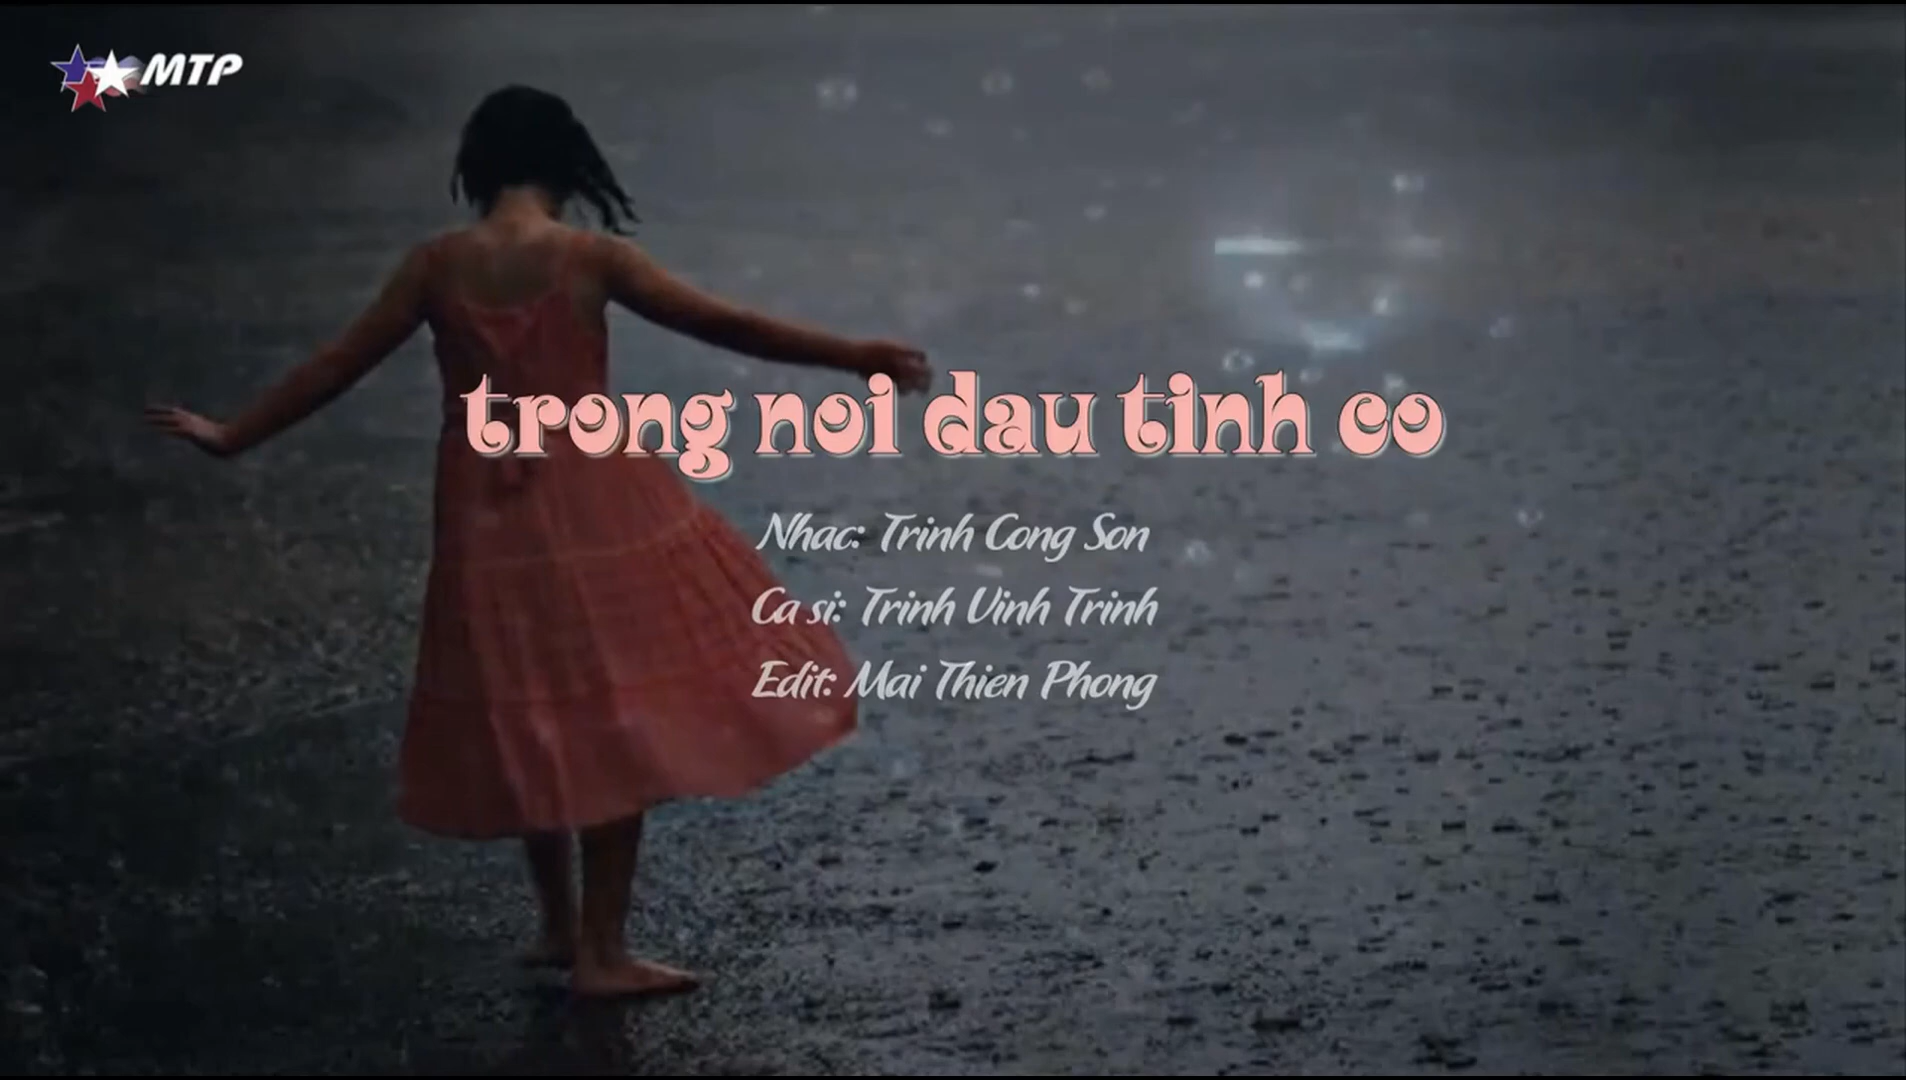 MTP
trong noi dau tinh co
Nhac: Trinh Cong Son
Ca si: Trinh Vinh Trinh
Edit: Mai Thien Phong